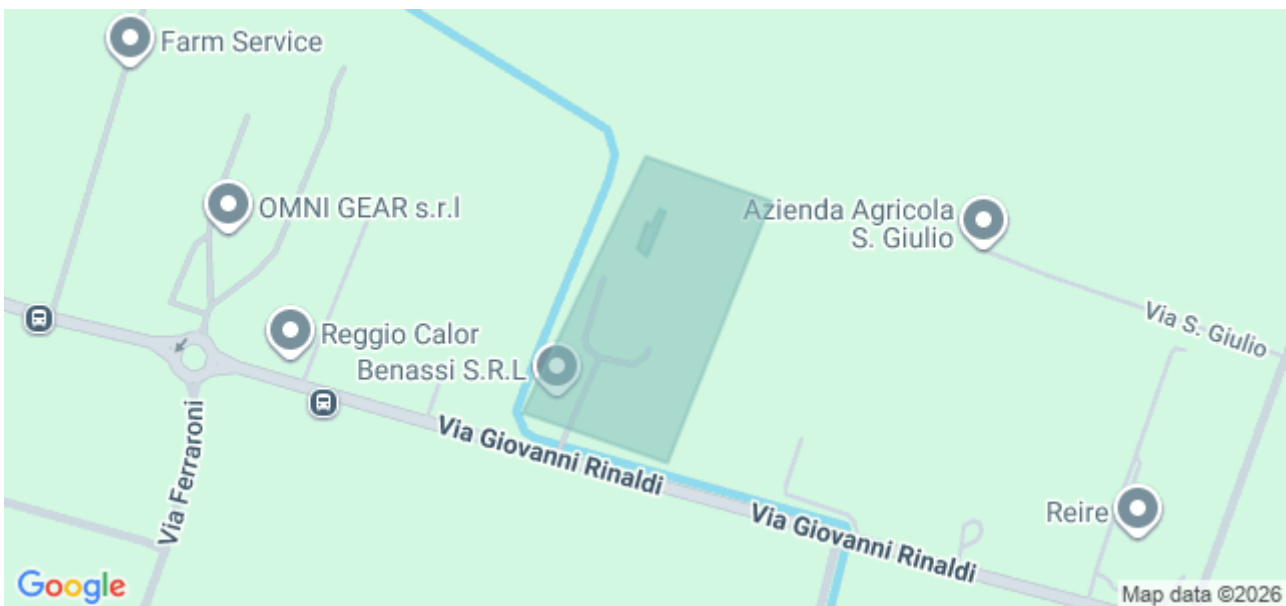 Farm Service
OMNI GEAR s.r.l
Azienda Agricola
S. Giulio
Via S. Giulio
Reggio Calor
Benassi S.R.L
Via Ferraroni
Via Giovanni Rinaldi
Via Giovanni Rinaldi
Reire
Google
Map data ©2026